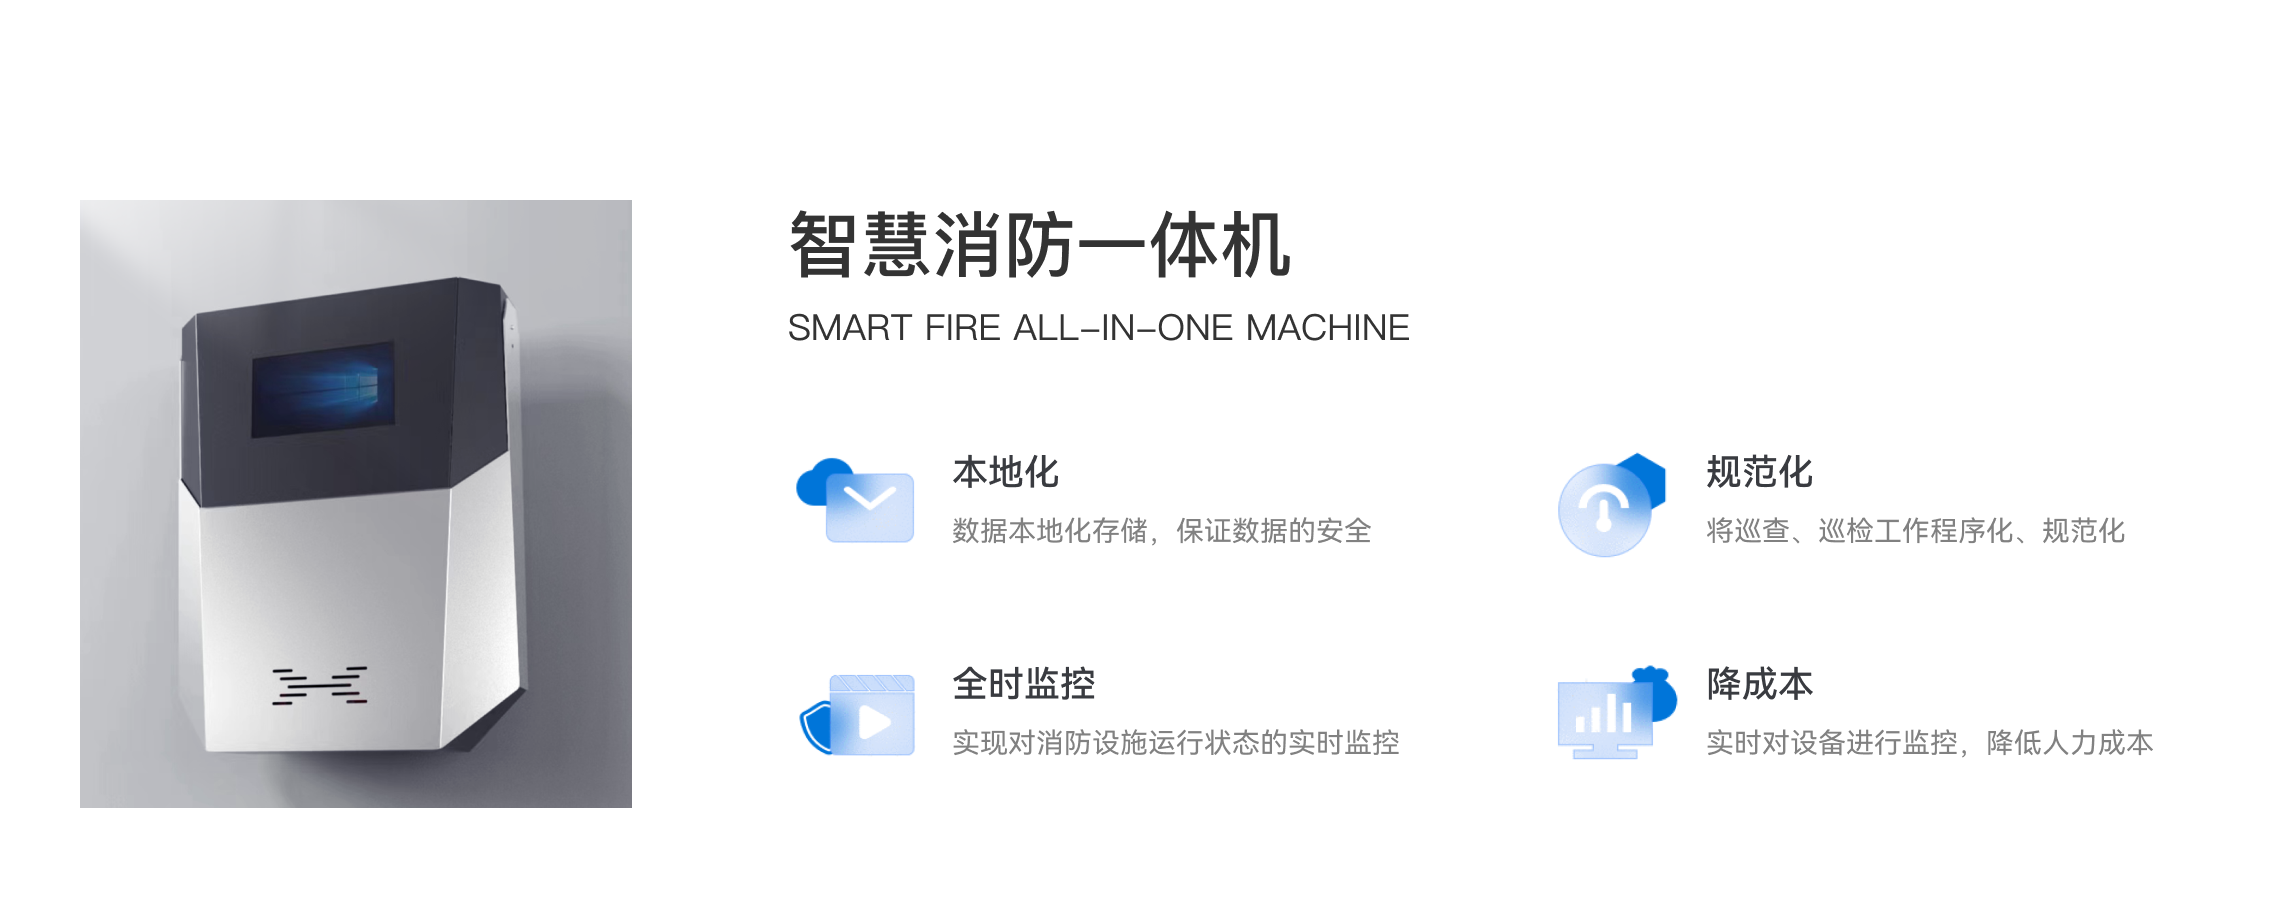 智慧消防一体机
SMART FIRE ALL–IN–ONE MACHINE
本地化
数据本地化存储，保证数据的安全
规范化
将巡查、巡检工作程序化、规范化
全时监控
实现对消防设施运行状态的实时监控
降成本
实时对设备进行监控，降低人力成本